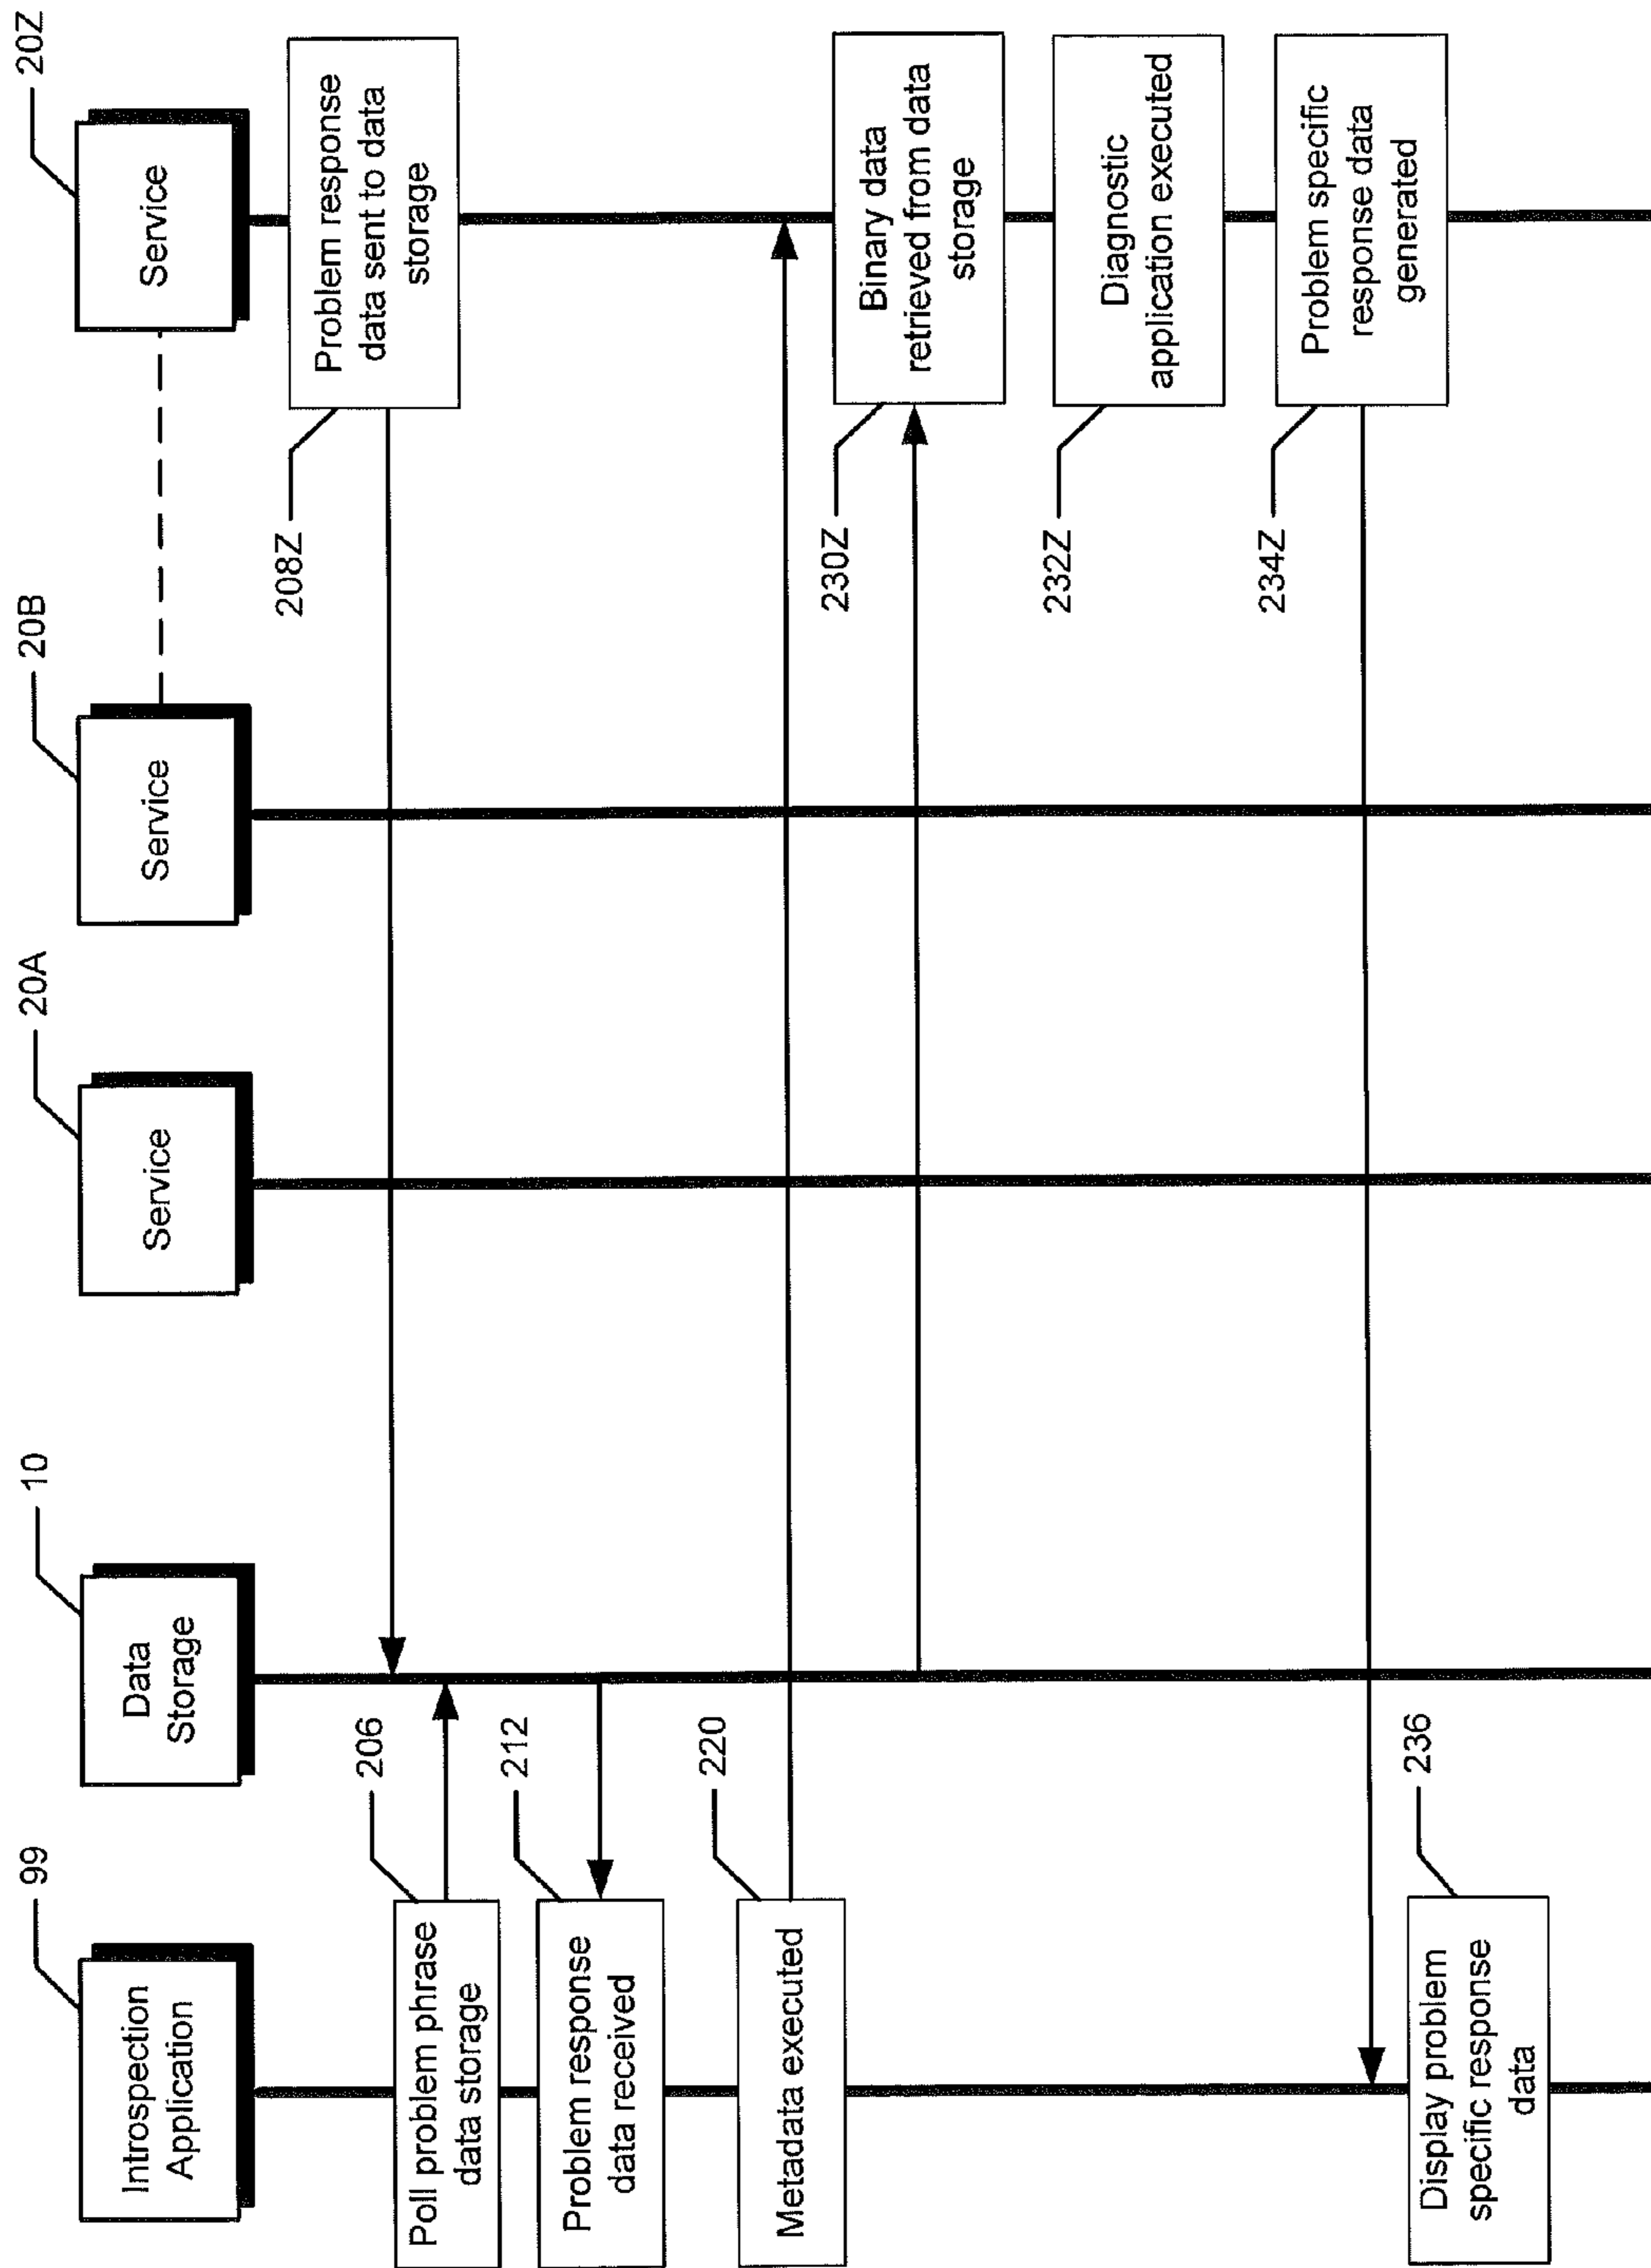 99
Introspection
Application
10
Data
Storage
20A
Service
20B
Service
20Z
Service
Problem response
data sent to data
storage
208Z
206
Poll problem phrase
data storage
212
Problem response
data received
220
Metadata executed
Binary data
retrieved from data
storage
230Z
Diagnostic
application executed
232Z
Problem specific
response data
generated
234Z
236
Display problem
specific response
data